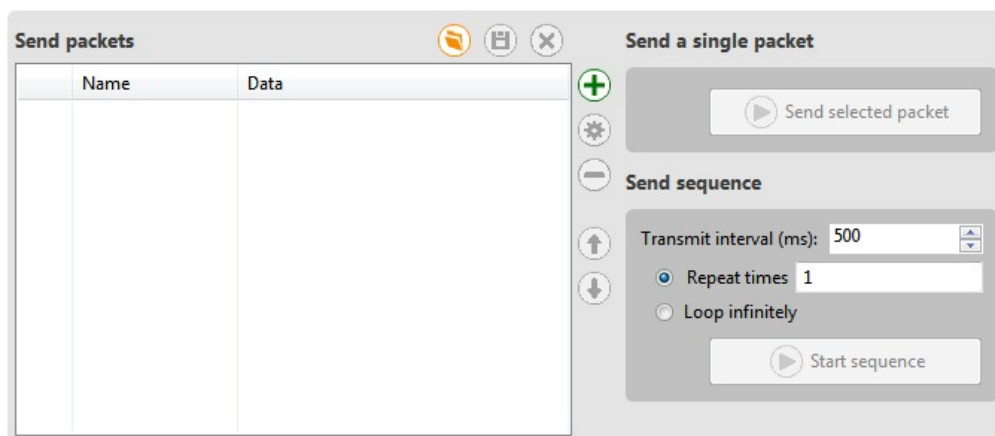 Send packets
Name Data
Send a single packet
Send selected packet
Send sequence
Transmit interval (ms): 500
Repeat times 1
Loop infinitely
Start sequence